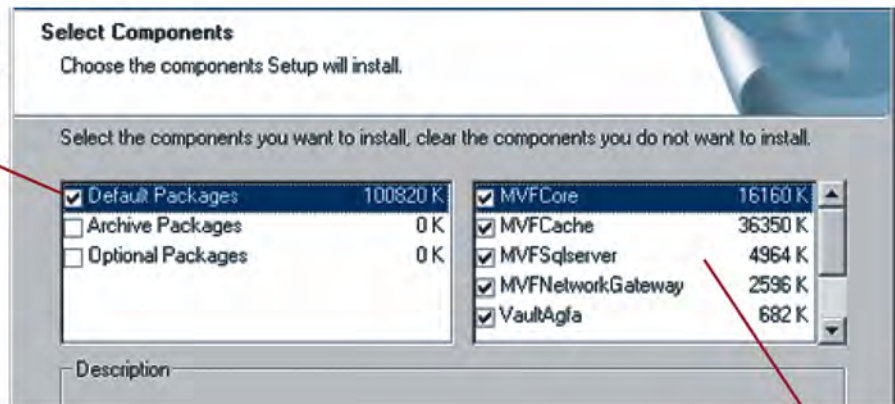 Select Components
Choose the components Setup will install.
Select the components you want to install, clear the components you do not want to install.
Default Packages 100820 K
Archive Packages 0 K
Optional Packages 0 K
MVFCore 16160 K
MVFCache 36350 K
MVFSqlserver 4964 K
MVFNetworkGateway 2596 K
VaultAgfa 682 K
Description